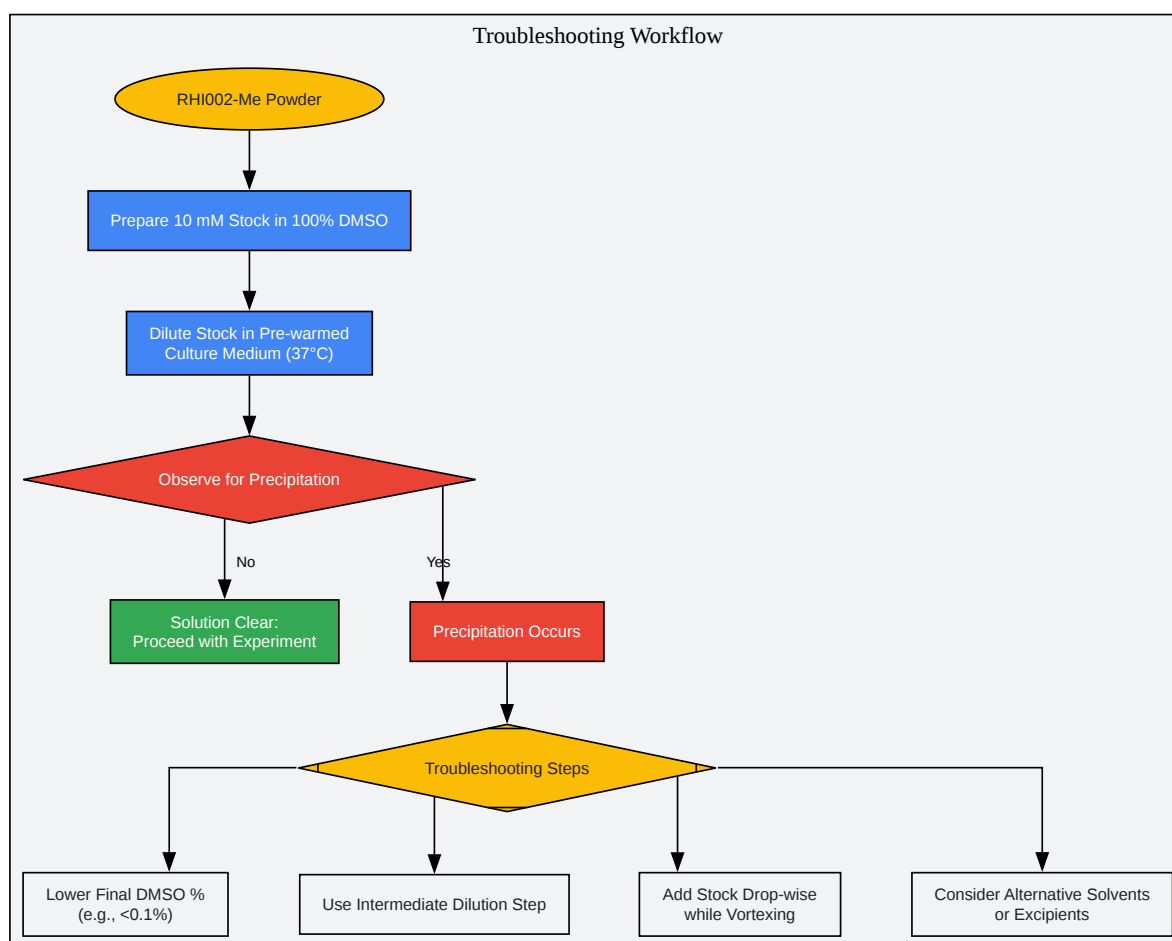 Troubleshooting Workflow
RHI002-Me Powder
Prepare 10 mM Stock in 100% DMSO
Dilute Stock in Pre-warmed
Culture Medium (37°C)
Observe for Precipitation
No
Yes
Solution Clear:
Proceed with Experiment
Precipitation Occurs
Troubleshooting Steps
Lower Final DMSO %
(e.g., <0.1%)
Use Intermediate Dilution Step
Add Stock Drop-wise
while Vortexing
Consider Alternative Solvents
or Excipients